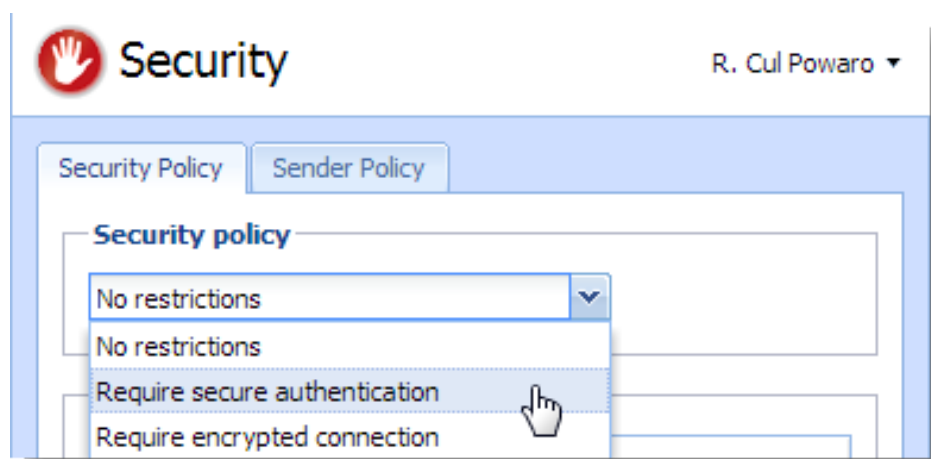 Security
R. Cul Powaro
Security Policy
Sender Policy
Security policy
No restrictions
No restrictions
Require secure authentication
Require encrypted connection